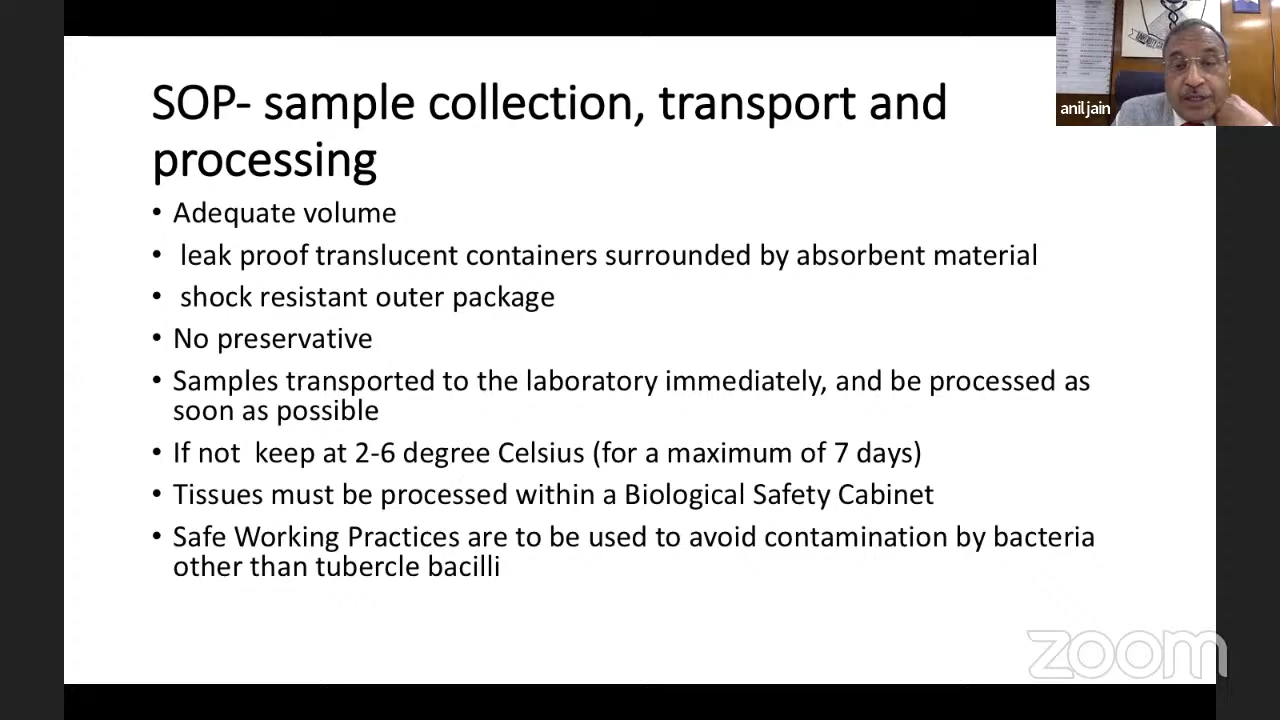 SOP- sample collection, transport and
processing
• Adequate volume
• leak proof translucent containers surrounded by absorbent material
• shock resistant outer package
• No preservative
• Samples transported to the laboratory immediately, and be processed as
soon as possible
• If not keep at 2-6 degree Celsius (for a maximum of 7 days)
• Tissues must be processed within a Biological Safety Cabinet
• Safe Working Practices are to be used to avoid contamination by bacteria
other than tubercle bacilli
anil jain
zoom